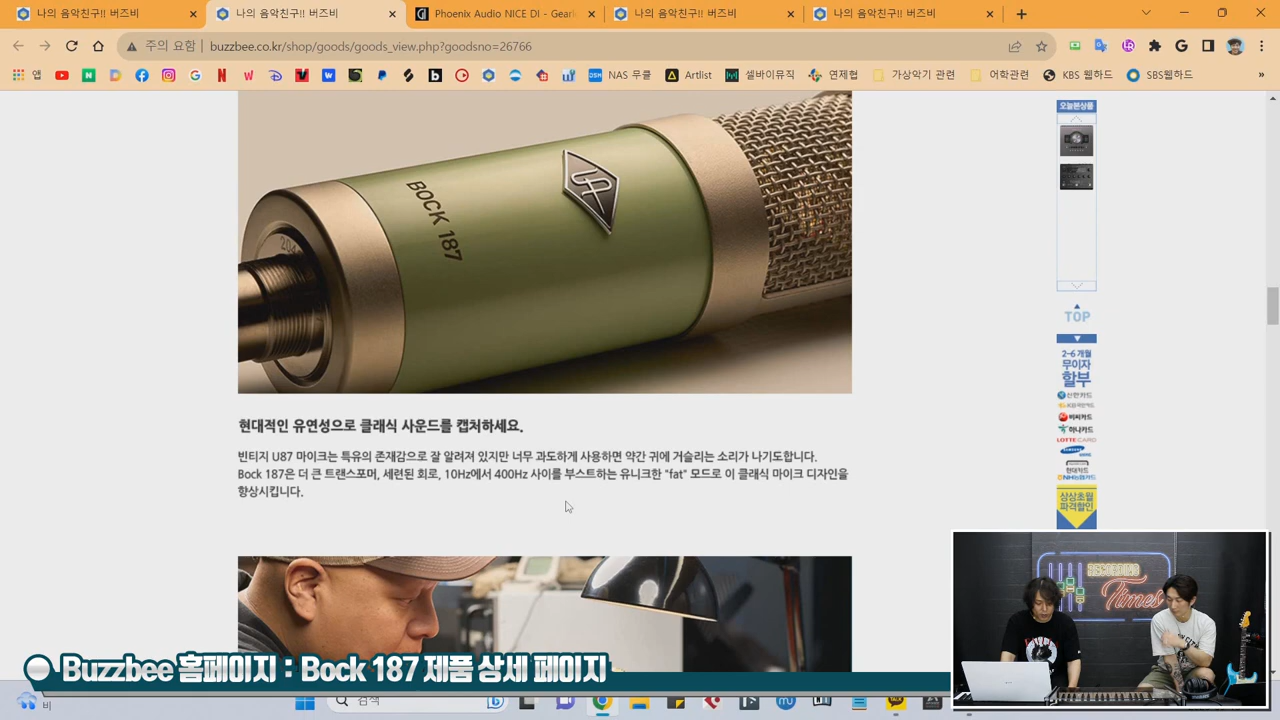 나의 음악친구!! 버즈비
나의 음악친구!! 버즈비
Phoenix Audio NICE DI - Gearl
나의 음악친구!! 버즈비
나의 음악친구!! 버즈비
주의 요함
buzzbee.co.kr/shop/goods/goods_view.php?goodsno=26766
앱
NAS 무쿨
Artlist
셀바이뮤직
연제협
가상악기 관련
어학관련
KBS 웹하드
SBS웹하드
BOCK 187
UA
오늘본상품
TOP
2~6 개월
무이자
할부
신한카드
비씨카드
하나카드
LOTTE CARD
SAMSUNG
현대카드
NH농협카드
상상초월
파격할인
현대적인 유연성으로 클래식 사운드를 캡처하세요.
빈티지 U87 마이크는 특유의 존재감으로 잘 알려져 있지만 너무 과도하게 사용하면 약간 귀에 거슬리는 소리가 나기도합니다.
Bock 187은 더 큰 트랜스포머, 세련된 회로, 10Hz에서 400Hz 사이를 부스트하는 유니크한 "fat" 모드로 이 클래식 마이크 디자인을
향상시킵니다.
RECORDING
Times
Buzzbee 홈페이지 : Bock 187 제품 상세 페이지
비
검색